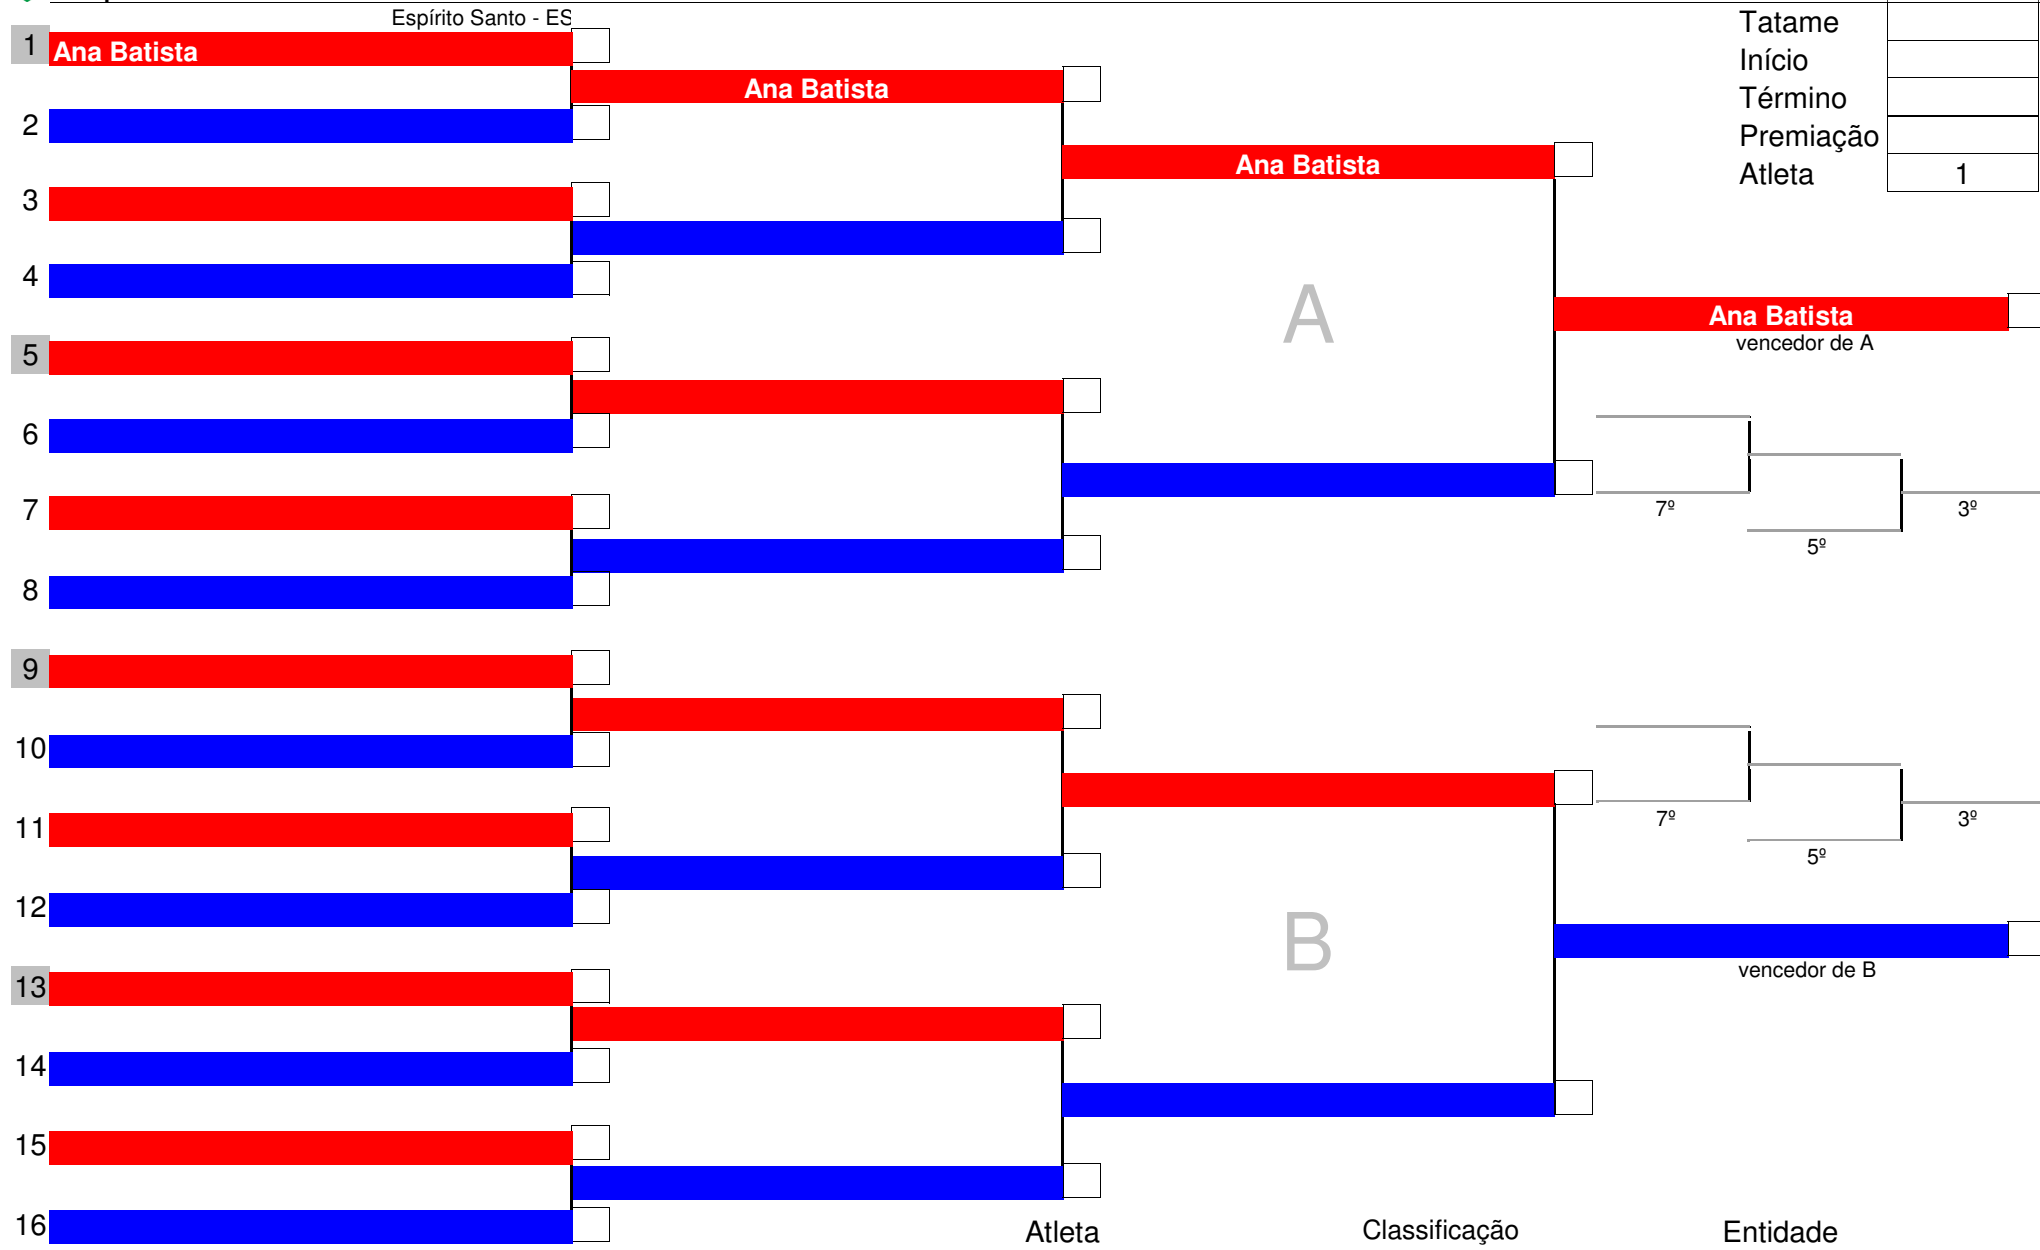 Espírito Santo - ES
Tatame
1 Ana Batista
Início
Ana Batista
Término
2
Premiação
Ana Batista
Atleta 1
3
4
A
Ana Batista
vencedor de A
5
6
7
7º 3º
5º
8
9
10
11
7º 3º
5º
12
B
vencedor de B
13
14
15
16
Atleta Classificação Entidade